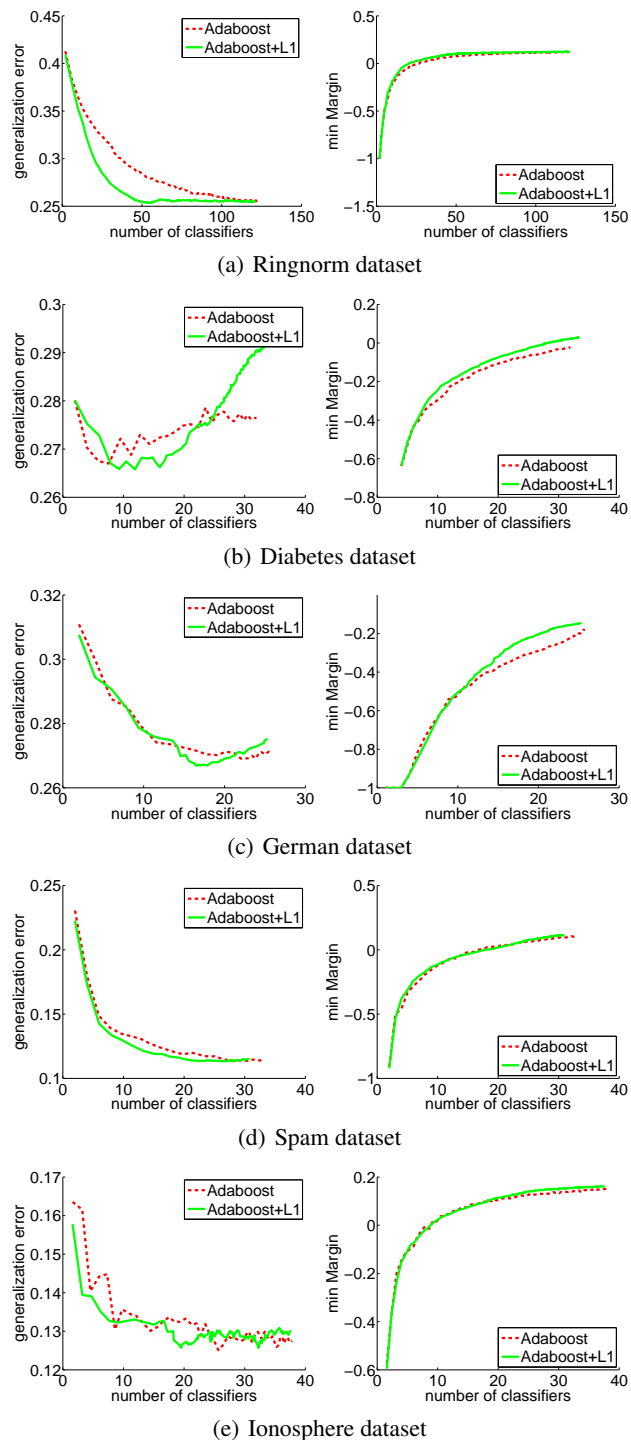 0.45
0.4
0.35
0.3
0.25
0 50 100 150
generalization error
number of classifiers
Adaboost
Adaboost+L1
0.5
0
−0.5
−1
−1.5
0 50 100 150
min Margin
number of classifiers
Adaboost
Adaboost+L1
(a) Ringnorm dataset
0.3
0.29
0.28
0.27
0.26
0 10 20 30 40
generalization error
number of classifiers
Adaboost
Adaboost+L1
0.2
0
−0.2
−0.4
−0.6
−0.8
0 10 20 30 40
min Margin
number of classifiers
Adaboost
Adaboost+L1
(b) Diabetes dataset
0.32
0.3
0.28
0.26
0 10 20 30
generalization error
number of classifiers
Adaboost
Adaboost+L1
−0.2
−0.4
−0.6
−0.8
−1
0 10 20 30
min Margin
number of classifiers
Adaboost
Adaboost+L1
(c) German dataset
0.25
0.2
0.15
0.1
0 10 20 30 40
generalization error
number of classifiers
Adaboost
Adaboost+L1
0.5
0
−0.5
−1
0 10 20 30 40
min Margin
number of classifiers
Adaboost
Adaboost+L1
(d) Spam dataset
0.17
0.16
0.15
0.14
0.13
0.12
0 10 20 30 40
generalization error
number of classifiers
Adaboost
Adaboost+L1
0.2
0
−0.2
−0.4
−0.6
0 10 20 30 40
min Margin
number of classifiers
Adaboost
Adaboost+L1
(e) Ionosphere dataset